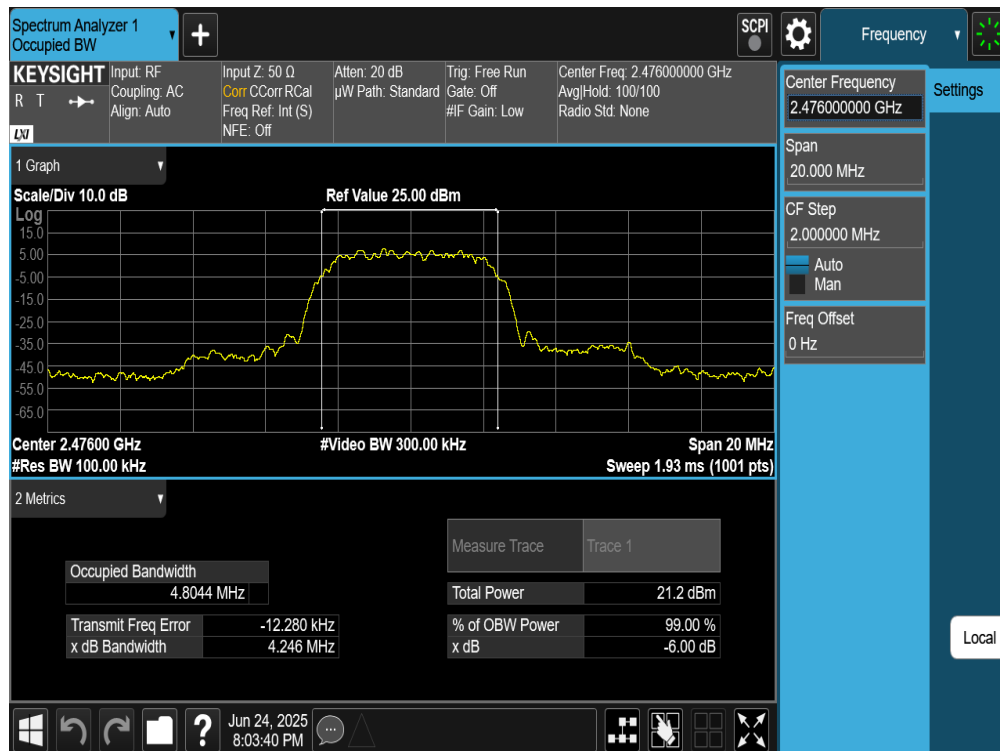 Spectrum Analyzer 1
Occupied BW
+
SCPI
Frequency
KEYSIGHT
R T
LXI
Input: RF
Coupling: AC
Align: Auto
Input Z: 50 Ω
Corr CCorr RCal
Freq Ref: Int (S)
NFE: Off
Atten: 20 dB
µW Path: Standard
Trig: Free Run
Gate: Off
#IF Gain: Low
Center Freq: 2.476000000 GHz
Avg|Hold: 100/100
Radio Std: None
Center Frequency
2.476000000 GHz
Settings
Span
20.000 MHz
CF Step
2.000000 MHz
Auto
Man
Freq Offset
0 Hz
Local
1 Graph
Scale/Div 10.0 dB
Ref Value 25.00 dBm
Log
15.0
5.00
-5.00
-15.0
-25.0
-35.0
-45.0
-55.0
-65.0
Center 2.47600 GHz
#Video BW 300.00 kHz
Span 20 MHz
#Res BW 100.00 kHz
Sweep 1.93 ms (1001 pts)
2 Metrics
Measure Trace
Trace 1
Occupied Bandwidth
4.8044 MHz
Total Power
21.2 dBm
Transmit Freq Error
-12.280 kHz
% of OBW Power
99.00 %
x dB Bandwidth
4.246 MHz
x dB
-6.00 dB
?
Jun 24, 2025
8:03:40 PM